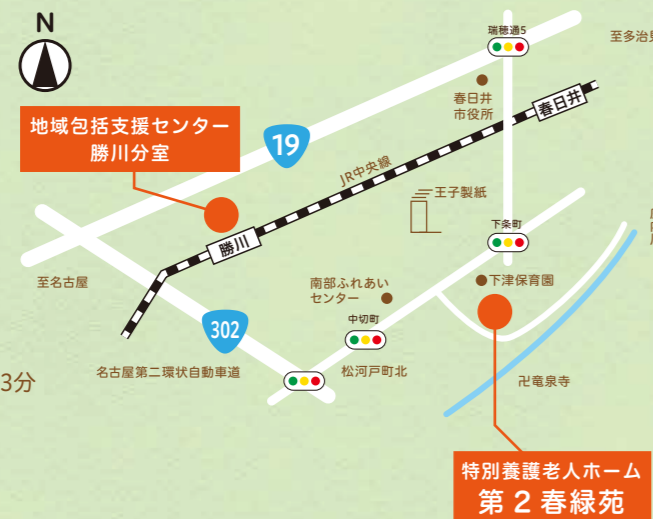 N
瑞穂通5
至多治見
春日井
市役所
春日井
地域包括支援センター
勝川分室
19
JR中央線
王子製紙
勝川
下条町
至名古屋
南部ふれあい
センター
下津保育園
302
中切町
名古屋第二環状自動車道
松河戸町北
3分
卍竜泉寺
特別養護老人ホーム
第2春緑苑